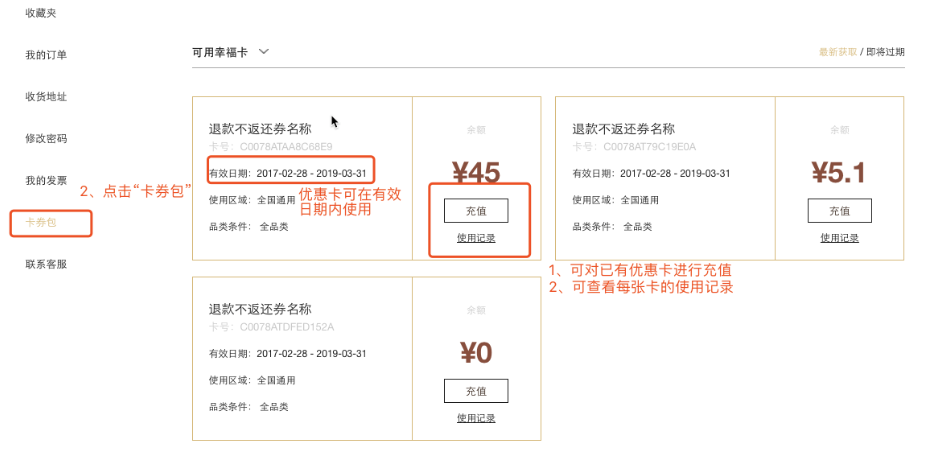 收藏夹
我的订单
收货地址
修改密码
我的发票
2、点击“卡券包”
卡券包
联系客服
可用幸福卡
最新获取 / 即将过期
退款不返还券名称
卡号: C0078ATAA8C68E9
有效日期: 2017-02-28 - 2019-03-31
优惠卡可在有效
日期内使用
使用区域: 全国通用
品类条件: 全品类
余额
¥45
充值
使用记录
退款不返还券名称
卡号: C0078AT79C19E0A
有效日期: 2017-02-28 - 2019-03-31
使用区域: 全国通用
品类条件: 全品类
余额
¥5.1
充值
使用记录
1、可对已有优惠卡进行充值
2、可查看每张卡的使用记录
退款不返还券名称
卡号: C0078ATDFED152A
有效日期: 2017-02-28 - 2019-03-31
使用区域: 全国通用
品类条件: 全品类
余额
¥0
充值
使用记录